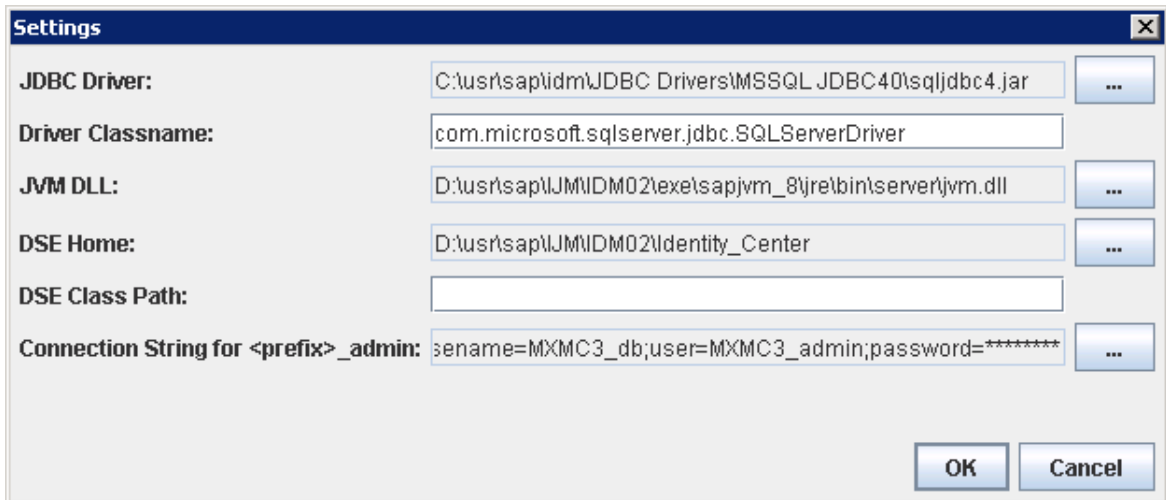 Settings
JDBC Driver: C:\usr\sap\idm\JDBC Drivers\MSSQL JDBC40\sqljdbc4.jar ...
Driver Classname: com.microsoft.sqlserver.jdbc.SQLServerDriver
JVM DLL: D:\usr\sap\IJM\IDM02\exe\sapjvm_8\jre\bin\server\jvm.dll ...
DSE Home: D:\usr\sap\IJM\IDM02\Identity_Center ...
DSE Class Path:
Connection String for <prefix>_admin: sename=MXMC3_db;user=MXMC3_admin;password=******** ...
OK Cancel